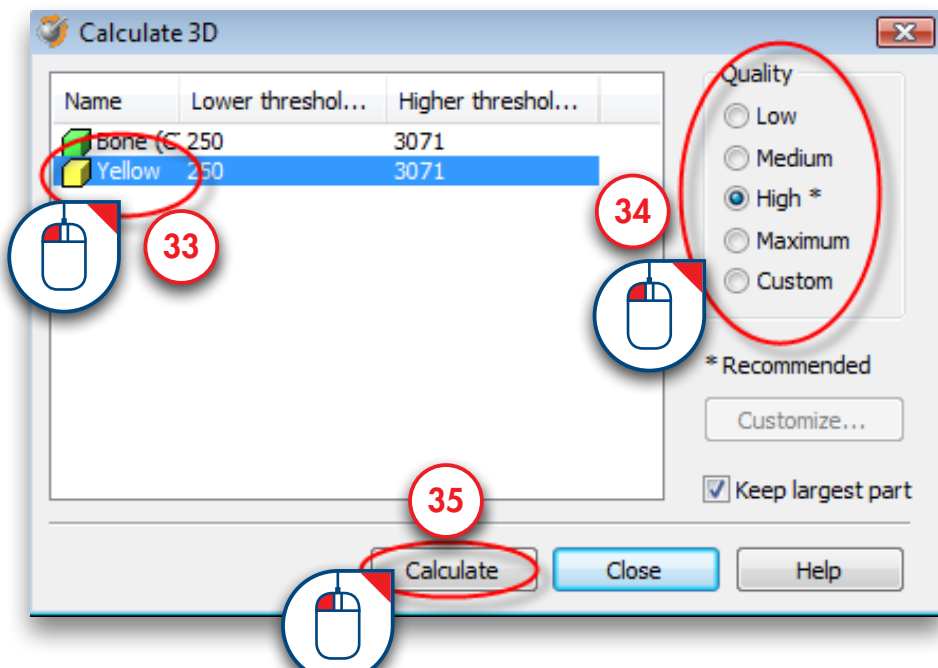 Calculate 3D
Name Lower threshol... Higher threshol...
Bone (C 250 3071
Yellow 250 3071
33
Quality
Low
Medium
High *
Maximum
Custom
34
* Recommended
Customize...
Keep largest part
35
Calculate Close Help